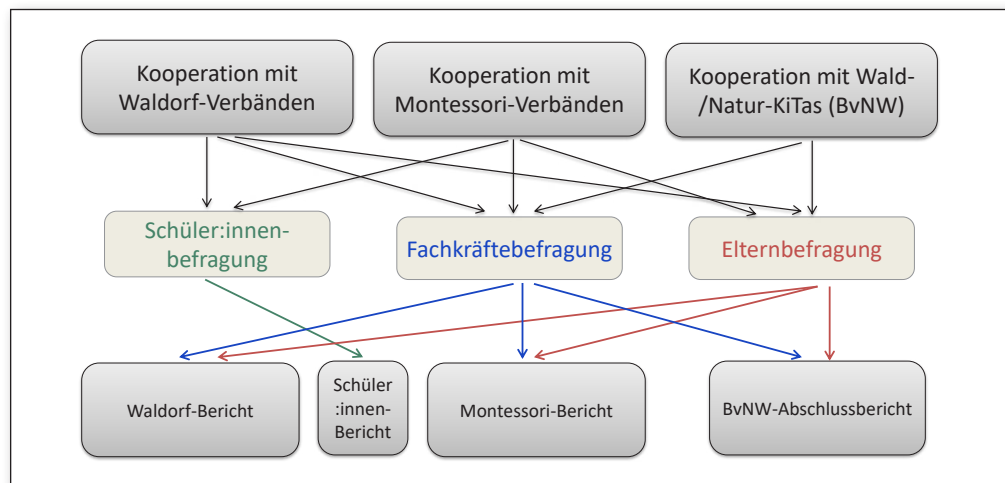 Kooperation mit
Waldorf-Verbänden
Kooperation mit
Montessori-Verbänden
Kooperation mit Wald-
/Natur-KiTas (BvNW)
Schüler:innen-
befragung
Fachkräftebefragung
Elternbefragung
Waldorf-Bericht
Schüler
:innen-
Bericht
Montessori-Bericht
BvNW-Abschlussbericht